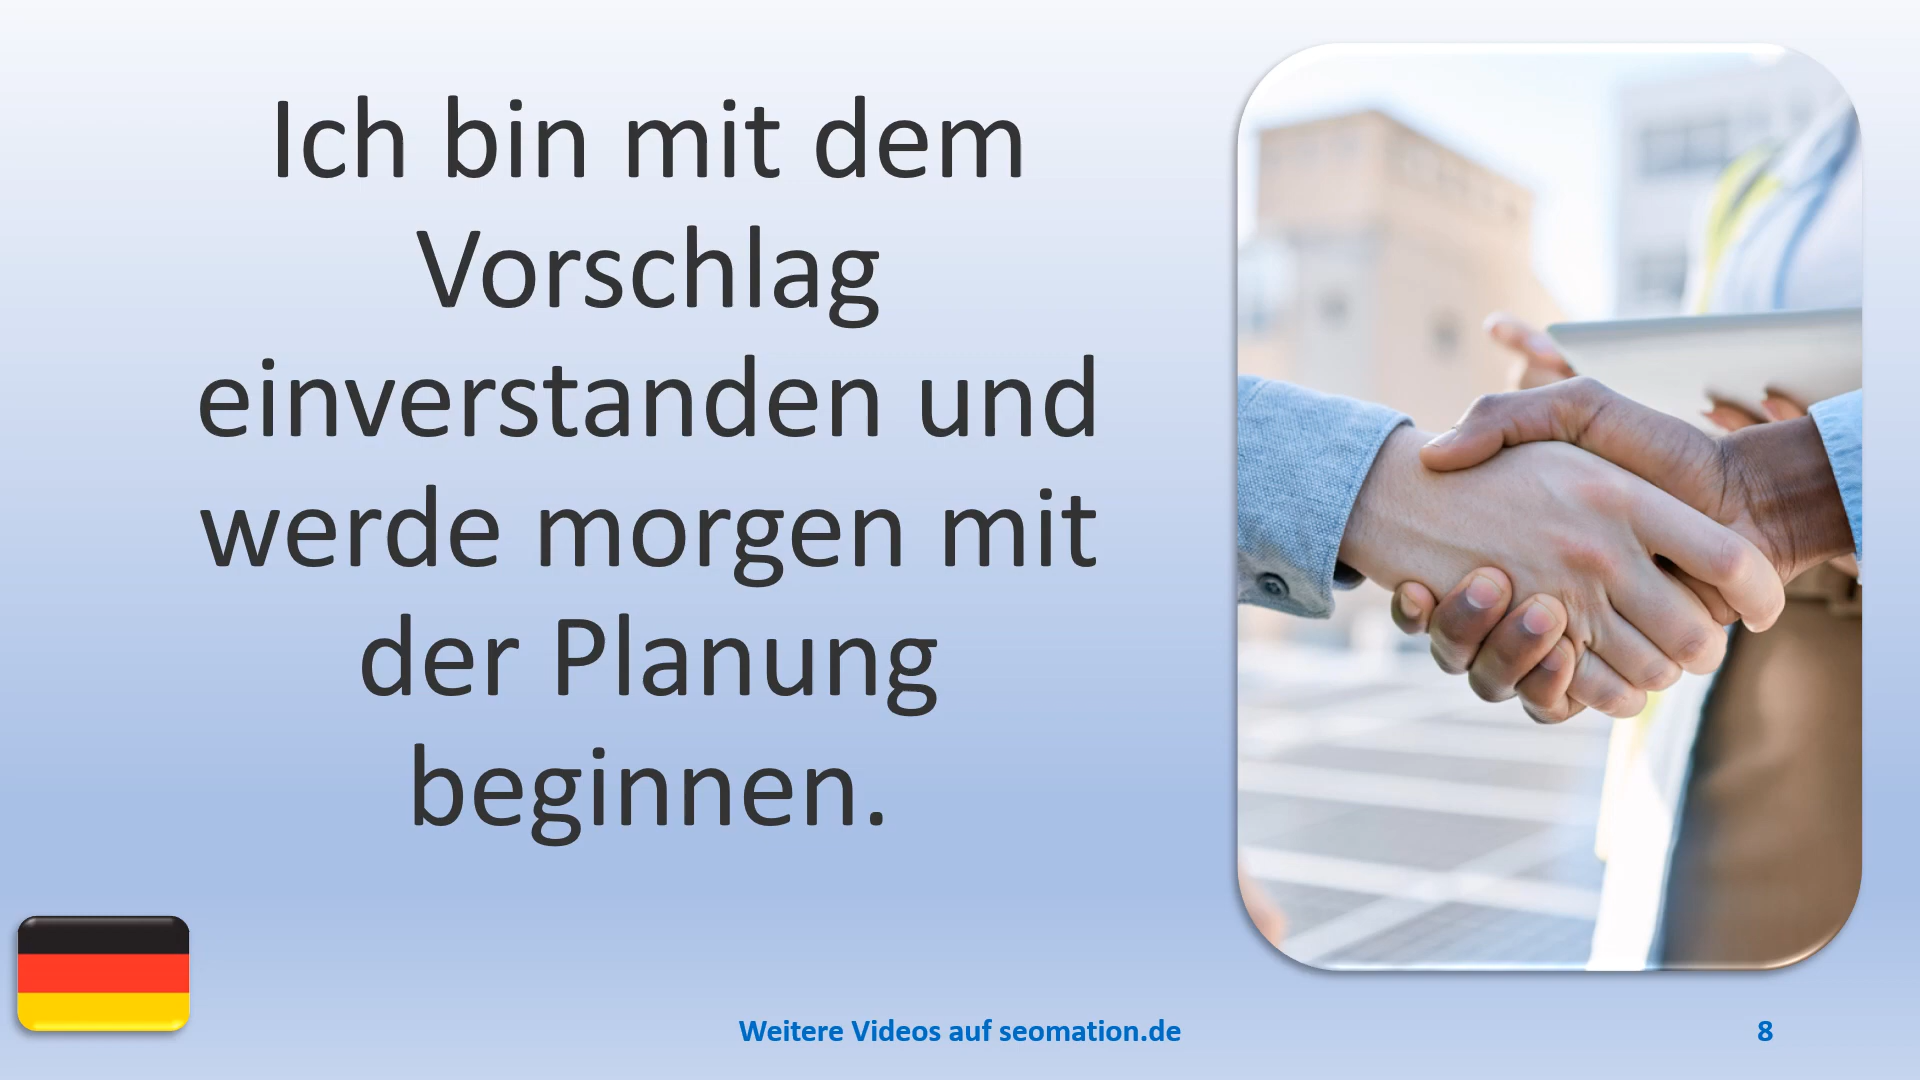 Ich bin mit dem
Vorschlag
einverstanden und
werde morgen mit
der Planung
beginnen.
Weitere Videos auf seomation.de
8